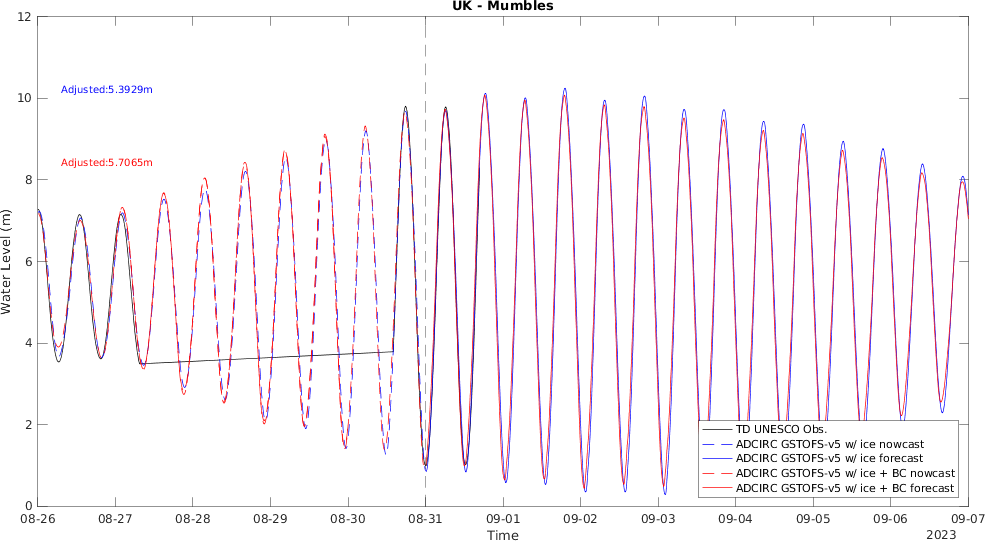 UK - Mumbles
12
10
8
6
4
2
0
Water Level (m)
Adjusted:5.3929m
Adjusted:5.7065m
TD UNESCO Obs.
ADCIRC GSTOFS-v5 w/ ice nowcast
ADCIRC GSTOFS-v5 w/ ice forecast
ADCIRC GSTOFS-v5 w/ ice + BC nowcast
ADCIRC GSTOFS-v5 w/ ice + BC forecast
08-26 08-27 08-28 08-29 08-30 08-31 09-01 09-02 09-03 09-04 09-05 09-06 09-07
Time
2023